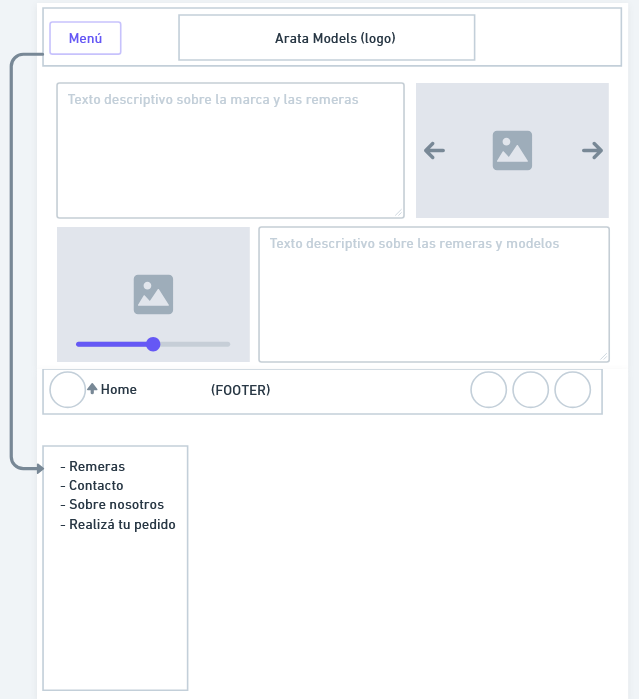 Menú
Arata Models (logo)
Texto descriptivo sobre la marca y las remeras
Texto descriptivo sobre las remeras y modelos
Home
(FOOTER)
- Remeras
- Contacto
- Sobre nosotros
- Realizá tu pedido